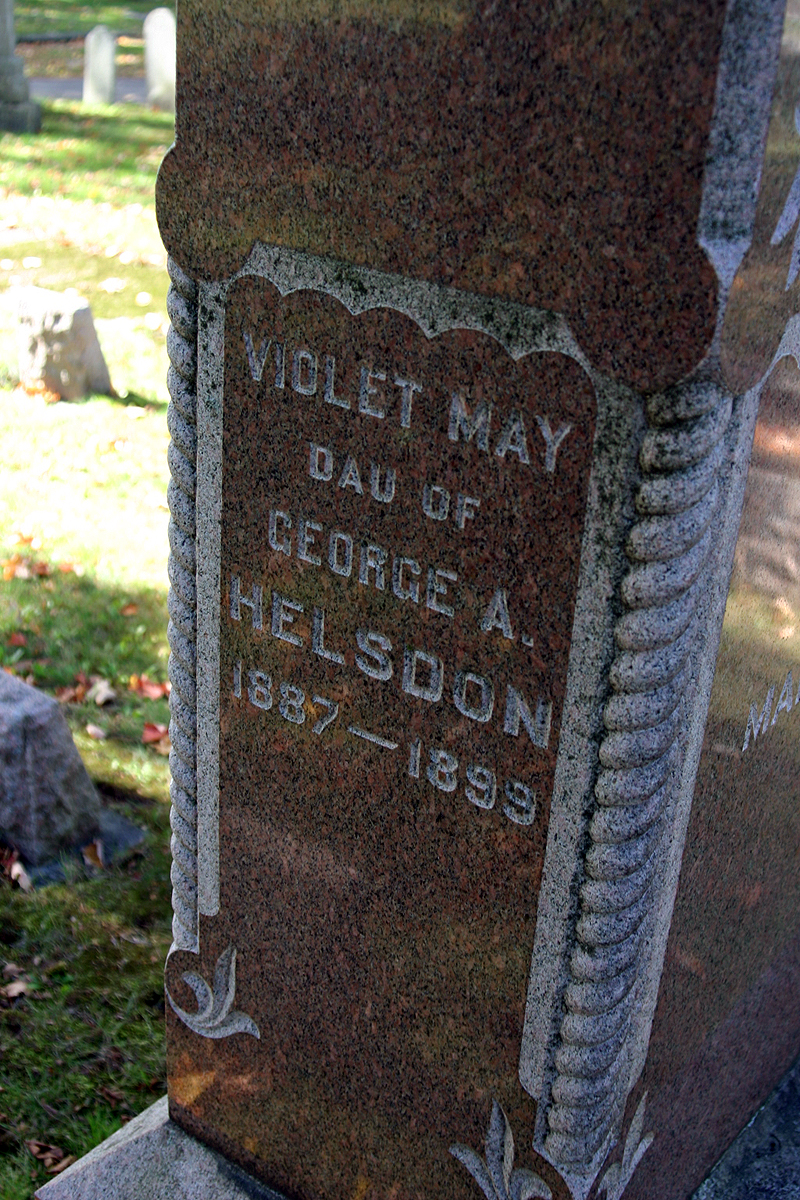 VIOLET MAY
DAU OF
GEORGE A.
HELSDON
1887 — 1899